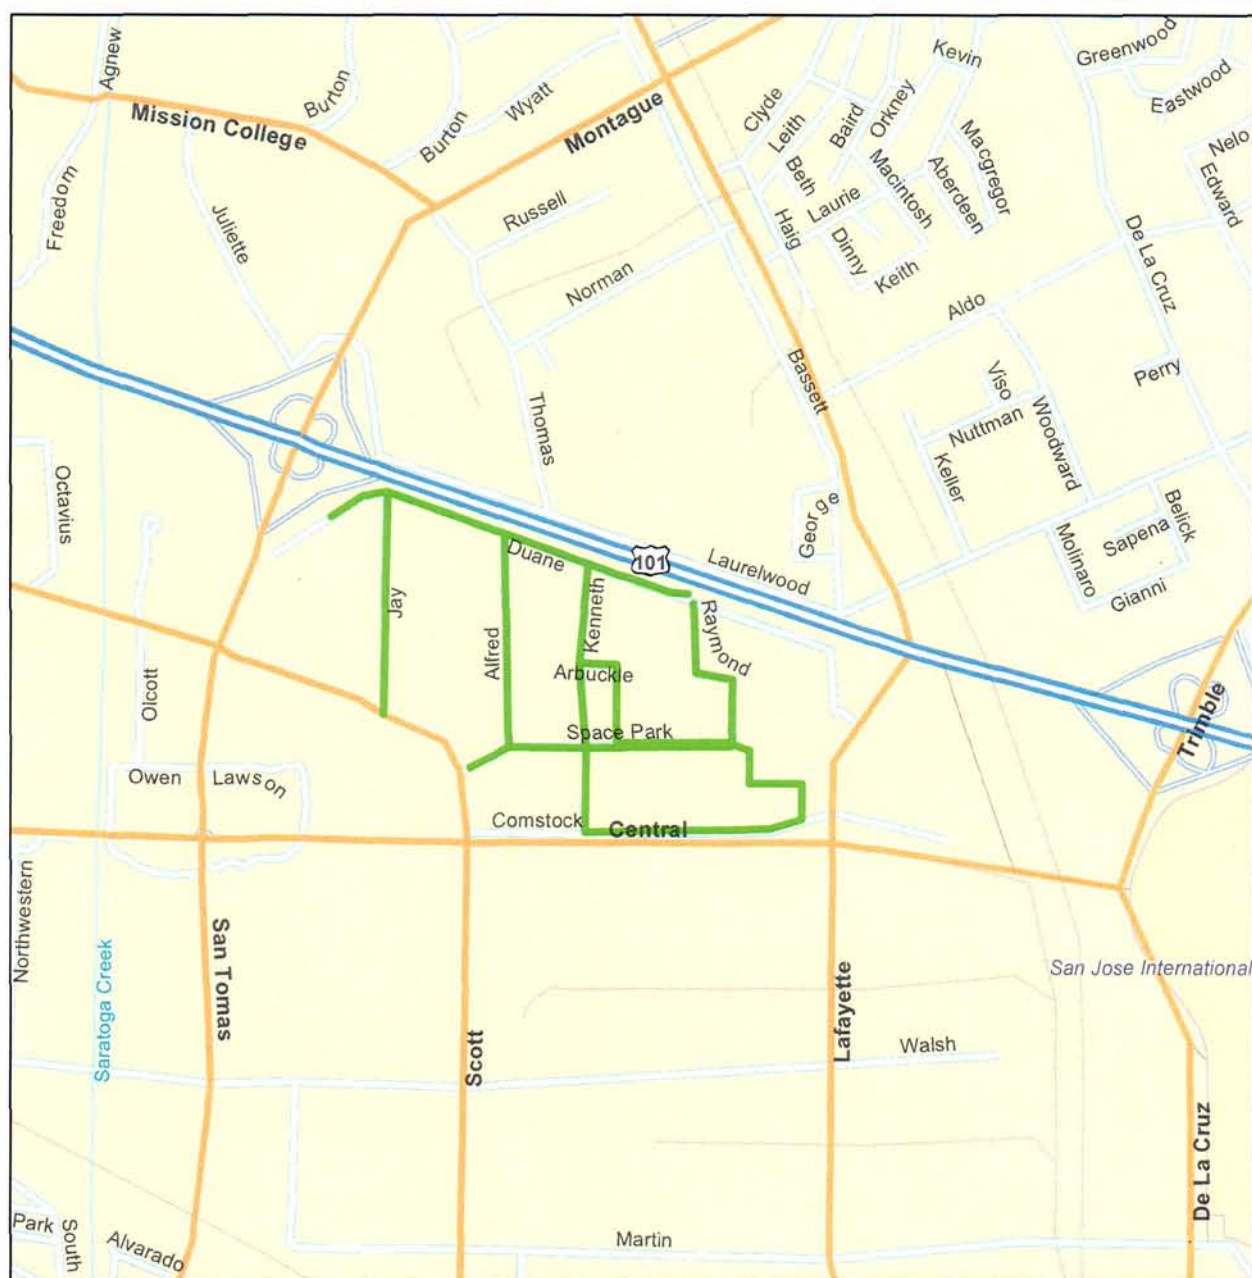 Agnew
Burton
Burton
Wyatt
Mission College
Montague
Kevin
Greenwood
Eastwood
Clyde
Leith
Baird
Orkney
Macgregor
Nelo
Freedom
Juliette
Russell
Beth
Laurie
Macintosh
Aberdeen
Edward
Haig
Dinny
Keith
De La Cruz
Norman
Aldo
Bassett
Viso
Perry
Thomas
Nuttman
Woodward
Keller
Octavius
George
Belick
Sapena
Molinaro
Gianni
Duane
101
Laurelwood
Jay
Kenneth
Raymond
Alfred
Arbuckle
Olcott
Trimble
Space Park
Owen
Lawson
Comstock
Central
Northwestern
San Tomas
Saratoga Creek
San Jose International
Scott
Lafayette
Walsh
De La Cruz
Park
South
Alvarado
Martin